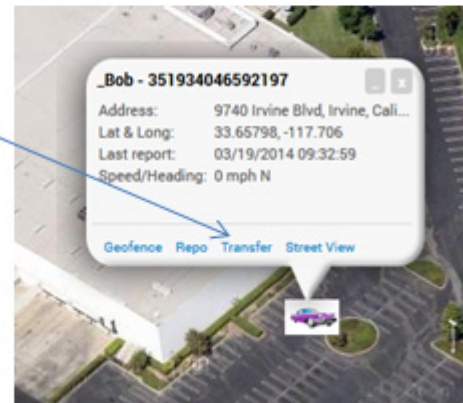 _Bob - 351934046592197
_ x
Address: 9740 Irvine Blvd, Irvine, Cali...
Lat & Long: 33.65798, -117.706
Last report: 03/19/2014 09:32:59
Speed/Heading: 0 mph N
Geofence Repo Transfer Street View